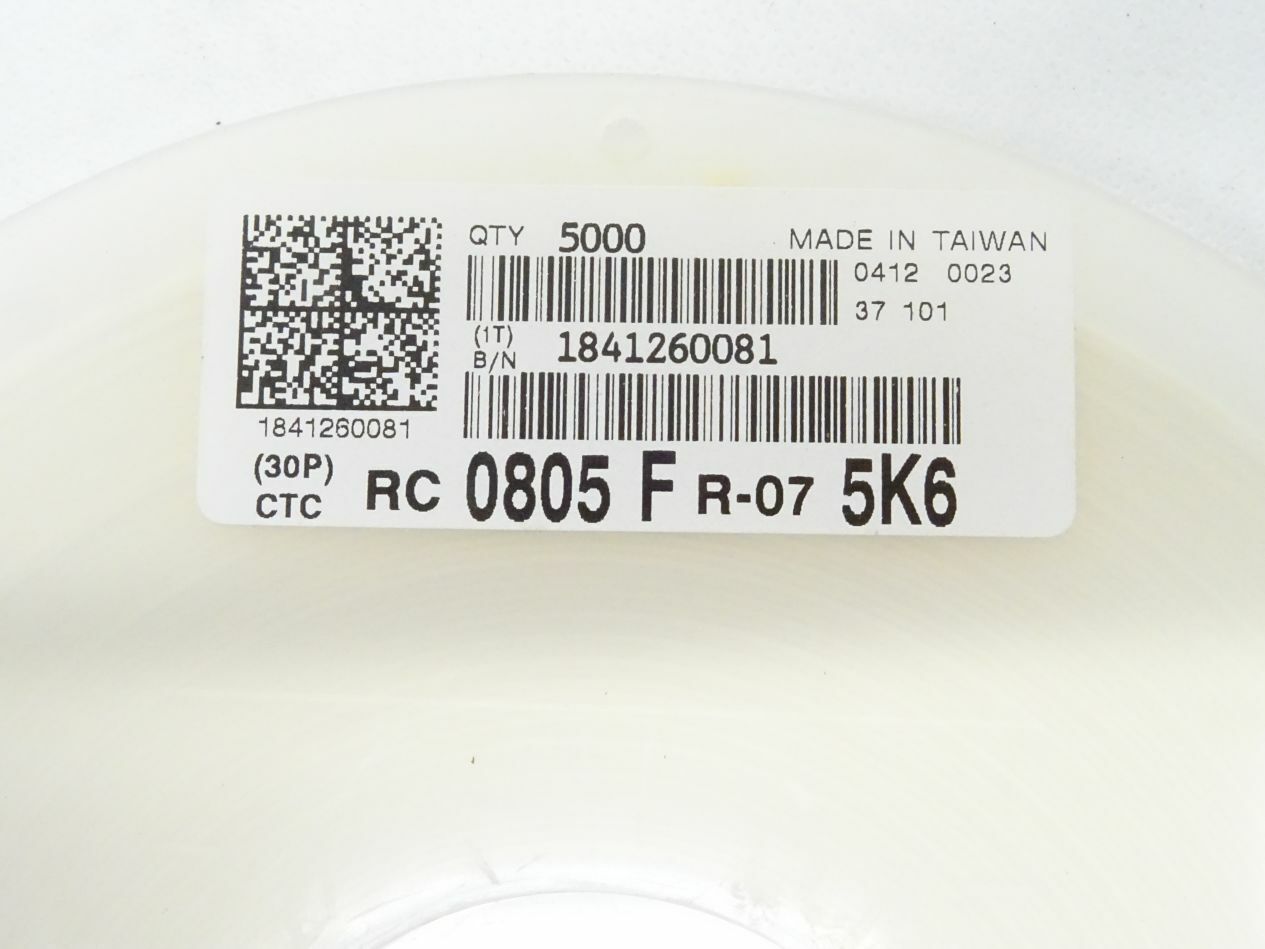 QTY 5000 MADE IN TAIWAN
0412 0023
37 101
(1T)
B/N 1841260081
1841260081
(30P)
CTC RC 0805 F R-07 5K6